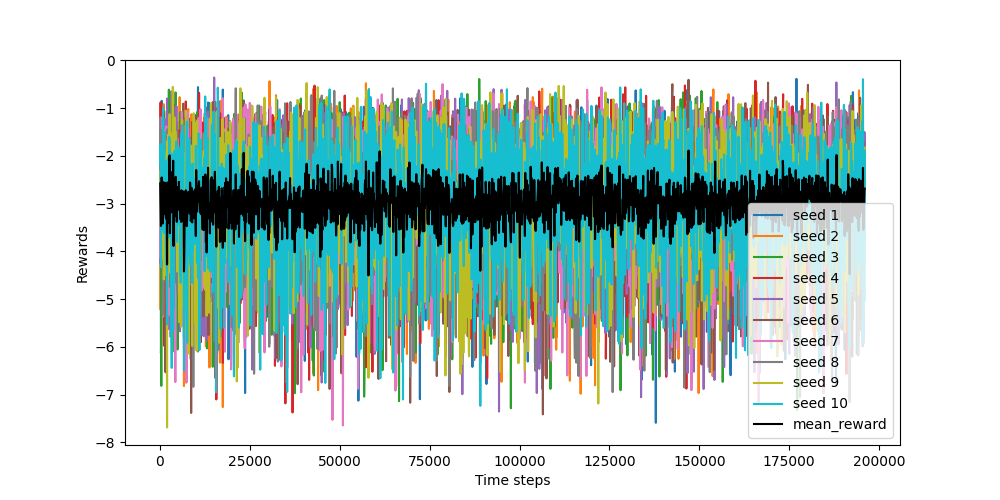 0
−1
−2
−3
−4
−5
−6
−7
−8
Rewards
0
25000
50000
75000
100000
125000
150000
175000
200000
Time steps
seed 1
seed 2
seed 3
seed 4
seed 5
seed 6
seed 7
seed 8
seed 9
seed 10
mean_reward